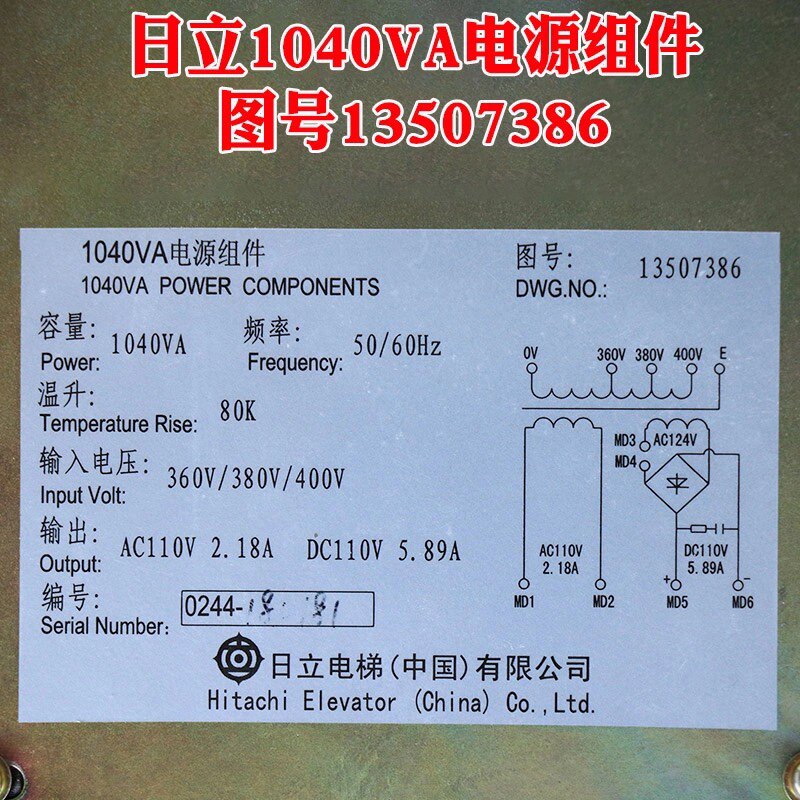 日立1040VA电源组件
图号13507386
1040VA电源组件
1040VA POWER COMPONENTS
图号:
DWG.NO.:
13507386
容量:
Power:
1040VA
频率:
Frequency:
50/60Hz
温升:
Temperature Rise:
80K
输入电压:
Input Volt:
360V/380V/400V
输出:
Output:
AC110V 2.18A DC110V 5.89A
编号:
Serial Number:
0244-
0V 360V 380V 400V E
MD3
MD4
AC124V
AC110V
2.18A
DC110V
5.89A
+
−
MD1 MD2 MD5 MD6
日立电梯(中国)有限公司
Hitachi Elevator (China) Co.,Ltd.